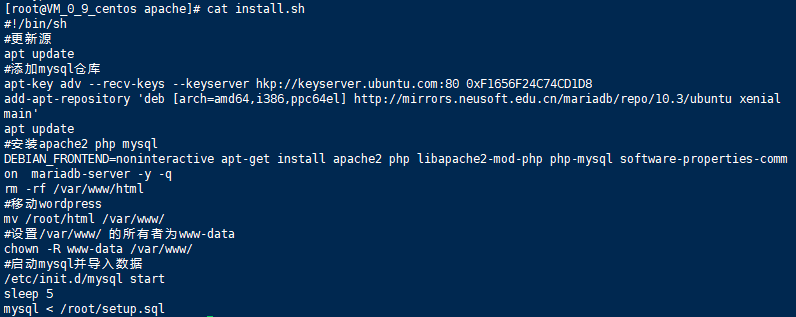 [root@VM_0_9_centos apache]# cat install.sh
#!/bin/sh
#更新源
apt update
#添加mysql仓库
apt-key adv --recv-keys --keyserver hkp://keyserver.ubuntu.com:80 0xF1656F24C74CD1D8
add-apt-repository 'deb [arch=amd64,i386,ppc64el] http://mirrors.neusoft.edu.cn/mariadb/repo/10.3/ubuntu xenial
main'
apt update
#安装apache2 php mysql
DEBIAN_FRONTEND=noninteractive apt-get install apache2 php libapache2-mod-php php-mysql software-properties-comm
on  mariadb-server -y -q
rm -rf /var/www/html
#移动wordpress
mv /root/html /var/www/
#设置/var/www/ 的所有者为www-data
chown -R www-data /var/www/
#启动mysql并导入数据
/etc/init.d/mysql start
sleep 5
mysql < /root/setup.sql